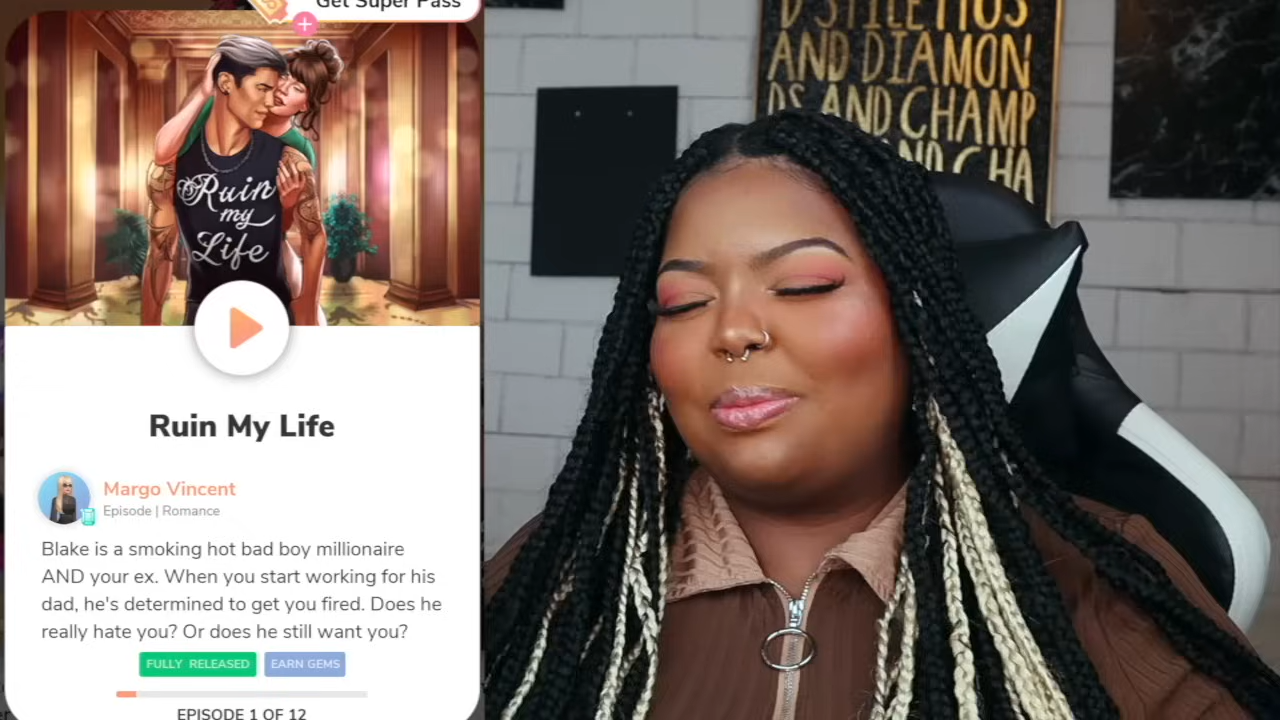 Get Super Pass
Ruin
my
Life
Ruin My Life
Margo Vincent
Episode | Romance
Blake is a smoking hot bad boy millionaire
AND your ex. When you start working for his
dad, he's determined to get you fired. Does he
really hate you? Or does he still want you?
FULLY RELEASED
EARN GEMS
EPISODE 1 OF 12
D STILETTOS
AND DIAMON
DS AND CHAMP
AND CHA